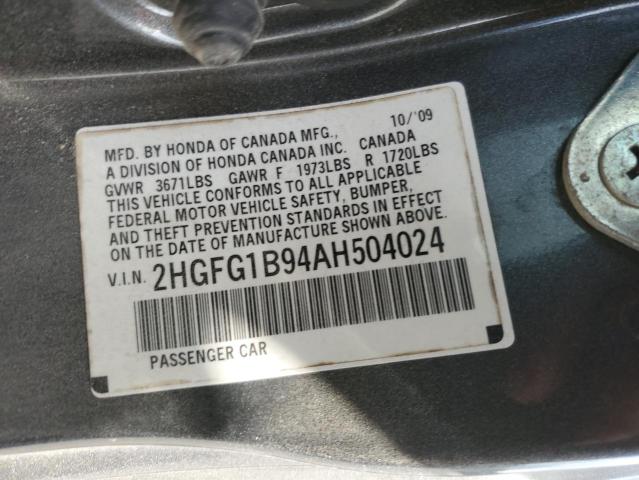 10/'09
MFD. BY HONDA OF CANADA MFG.,
A DIVISION OF HONDA CANADA INC. CANADA
GVWR 3671LBS GAWR F 1973LBS R 1720LBS
THIS VEHICLE CONFORMS TO ALL APPLICABLE
FEDERAL MOTOR VEHICLE SAFETY, BUMPER,
AND THEFT PREVENTION STANDARDS IN EFFECT
ON THE DATE OF MANUFACTURE SHOWN ABOVE.
V.I.N. 2HGFG1B94AH504024
PASSENGER CAR